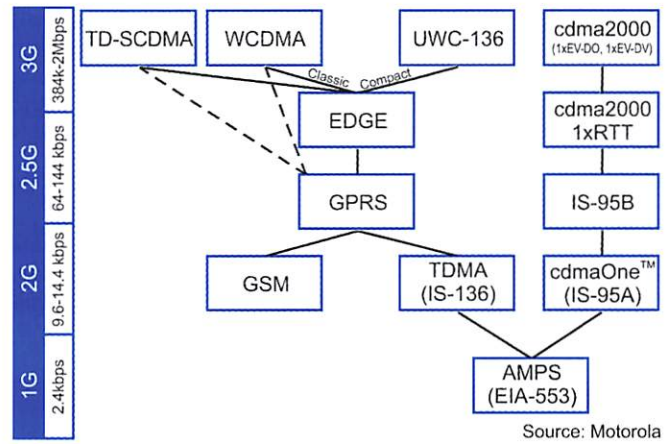 3G
384k-2Mbps
TD-SCDMA
WCDMA
UWC-136
cdma2000
(1xEV-DO, 1xEV-DV)
Classic
Compact
EDGE
cdma2000
1xRTT
2.5G
64-144 kbps
GPRS
IS-95B
2G
9.6-14.4 kbps
GSM
TDMA
(IS-136)
cdmaOne™
(IS-95A)
1G
2.4kbps
AMPS
(EIA-553)
Source: Motorola